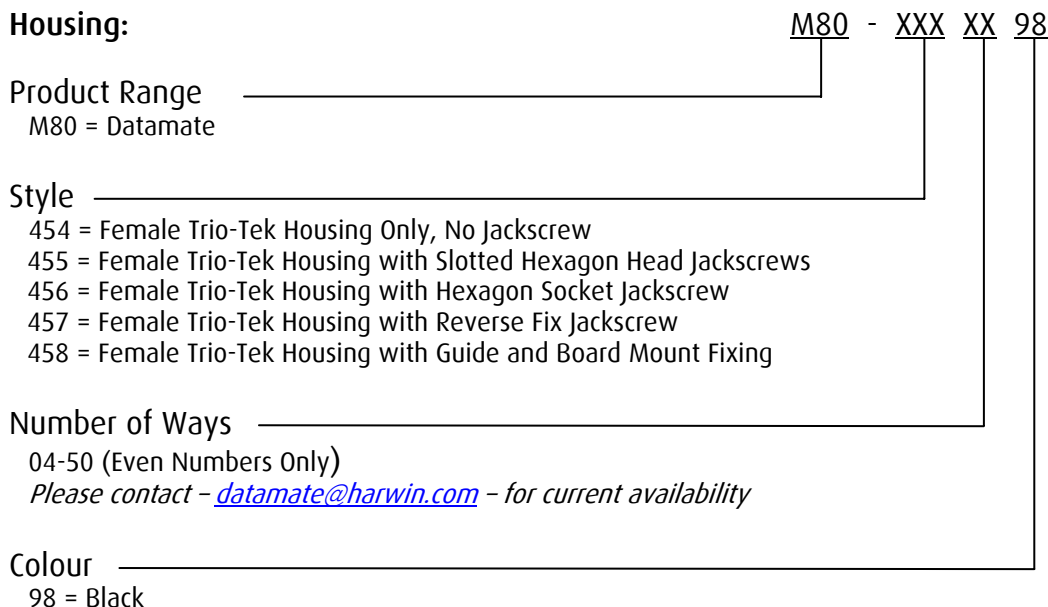 Housing: M80 - XXX XX 98
Product Range
M80 = Datamate
Style
454 = Female Trio-Tek Housing Only, No Jackscrew
455 = Female Trio-Tek Housing with Slotted Hexagon Head Jackscrews
456 = Female Trio-Tek Housing with Hexagon Socket Jackscrew
457 = Female Trio-Tek Housing with Reverse Fix Jackscrew
458 = Female Trio-Tek Housing with Guide and Board Mount Fixing
Number of Ways
04-50 (Even Numbers Only)
Please contact – datamate@harwin.com – for current availability
Colour
98 = Black